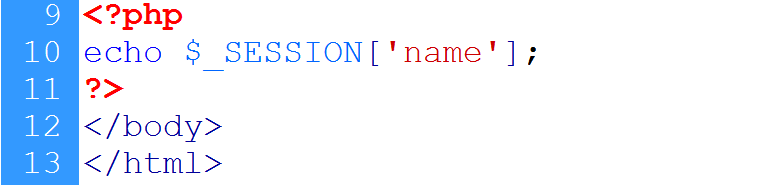 9 <?php
10 echo $_SESSION['name'];
11 ?>
12 </body>
13 </html>